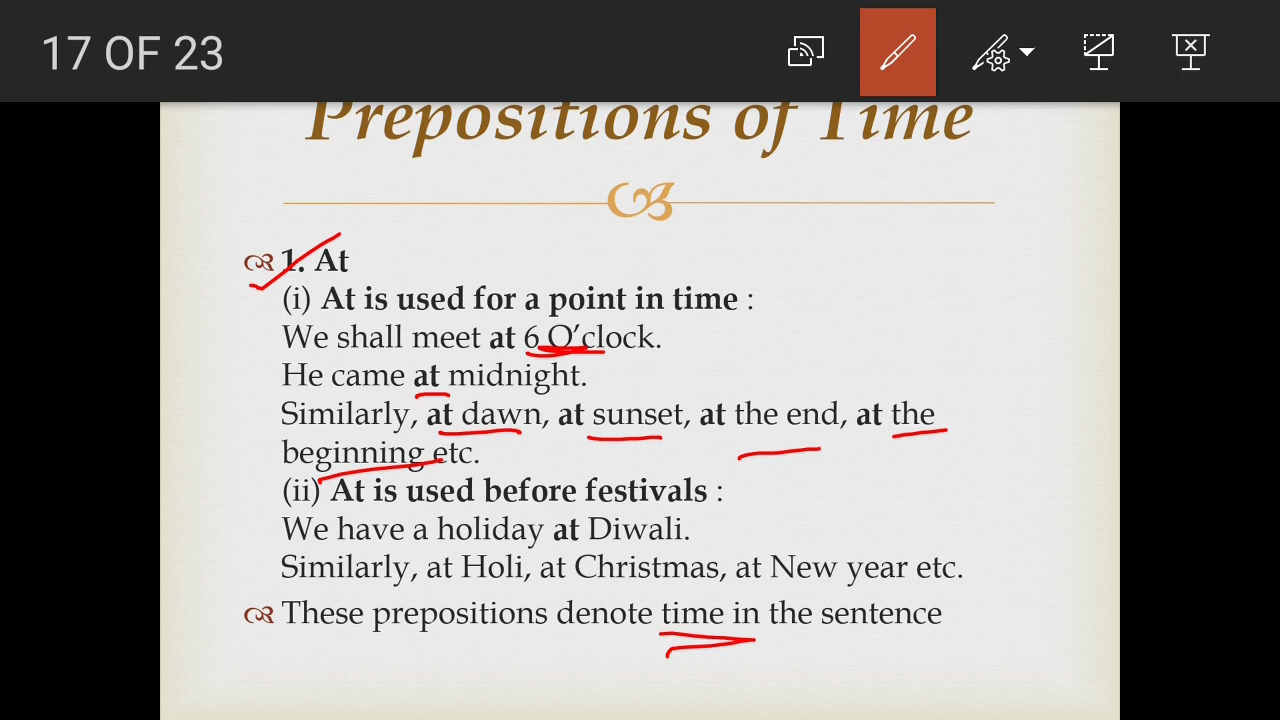 17 OF 23
Prepositions of Time
1. At
(i) At is used for a point in time :
We shall meet at 6 O’clock.
He came at midnight.
Similarly, at dawn, at sunset, at the end, at the
beginning etc.
(ii) At is used before festivals :
We have a holiday at Diwali.
Similarly, at Holi, at Christmas, at New year etc.
These prepositions denote time in the sentence